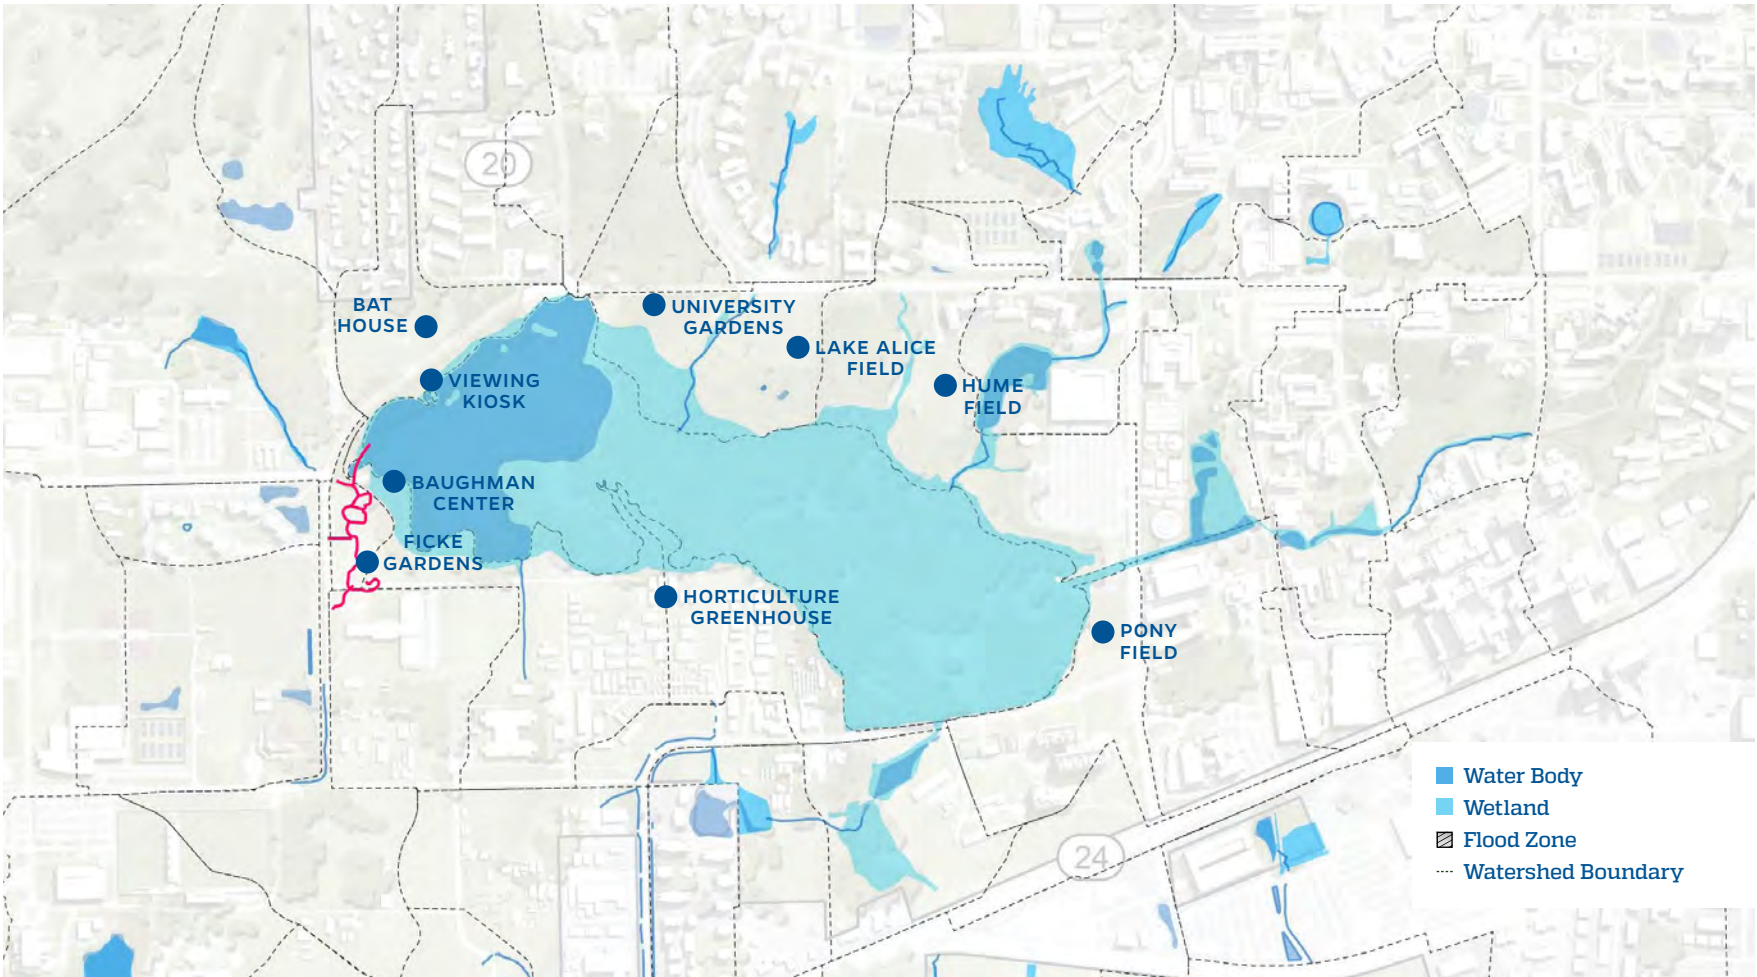 20
BAT
HOUSE
UNIVERSITY
GARDENS
LAKE ALICE
FIELD
VIEWING
KIOSK
HUME
FIELD
BAUGHMAN
CENTER
FICKE
GARDENS
HORTICULTURE
GREENHOUSE
PONY
FIELD
24
Water Body
Wetland
Flood Zone
Watershed Boundary